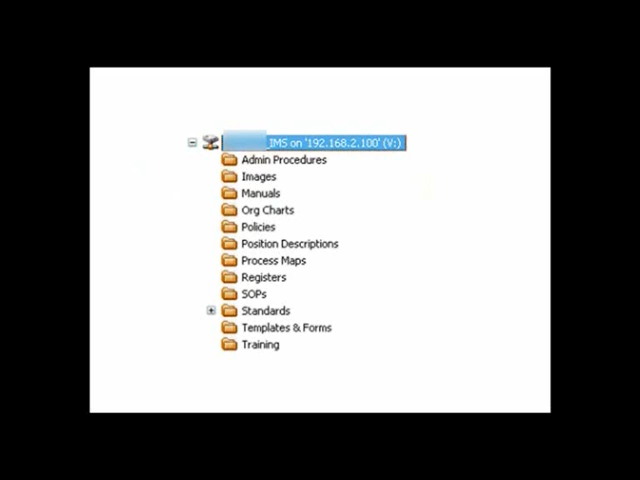 _IMS on '192.168.2.100' (V:)
Admin Procedures
Images
Manuals
Org Charts
Policies
Position Descriptions
Process Maps
Registers
SOPs
Standards
Templates & Forms
Training